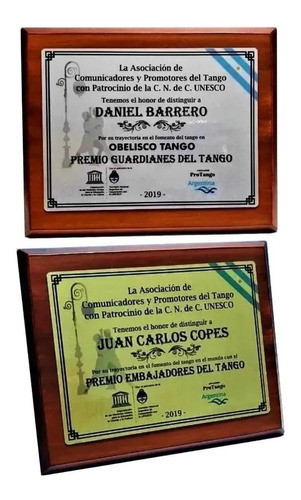 La Asociación de
Comunicadores y Promotores del Tango
con Patrocinio de la C. N. de C. UNESCO
Tenemos el honor de distinguir a
DANIEL BARRERO
Por su trayectoria en el fomento del tango en
OBELISCO TANGO
PREMIO GUARDIANES DEL TANGO
ProTango
Argentina
- 2019 -
La Asociación de
Comunicadores y Promotores del Tango
con Patrocinio de la C. N. de C. UNESCO
Tenemos el honor de distinguir a
JUAN CARLOS COPES
Por su trayectoria en el fomento del tango en el mundo con el
PREMIO EMBAJADORES DEL TANGO
ProTango
Argentina
- 2019 -